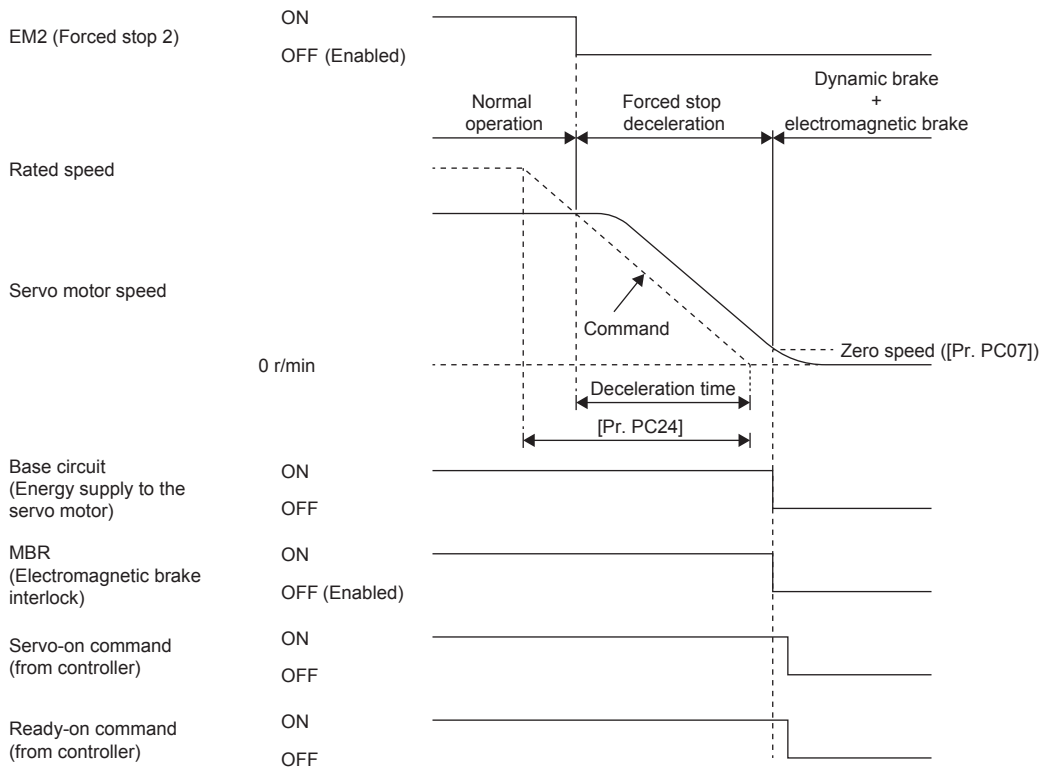 EM2 (Forced stop 2)
ON
OFF (Enabled)
Normal
operation
Forced stop
deceleration
Dynamic brake
+
electromagnetic brake
Rated speed
Servo motor speed
Command
Zero speed ([Pr. PC07])
0 r/min
Deceleration time
[Pr. PC24]
Base circuit
(Energy supply to the
servo motor)
ON
OFF
MBR
(Electromagnetic brake
interlock)
ON
OFF (Enabled)
Servo-on command
(from controller)
ON
OFF
Ready-on command
(from controller)
ON
OFF